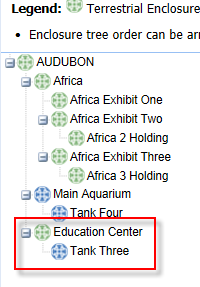 Legend: Terrestrial Enclosure
• Enclosure tree order can be ar
AUDUBON
Africa
Africa Exhibit One
Africa Exhibit Two
Africa 2 Holding
Africa Exhibit Three
Africa 3 Holding
Main Aquarium
Tank Four
Education Center
Tank Three